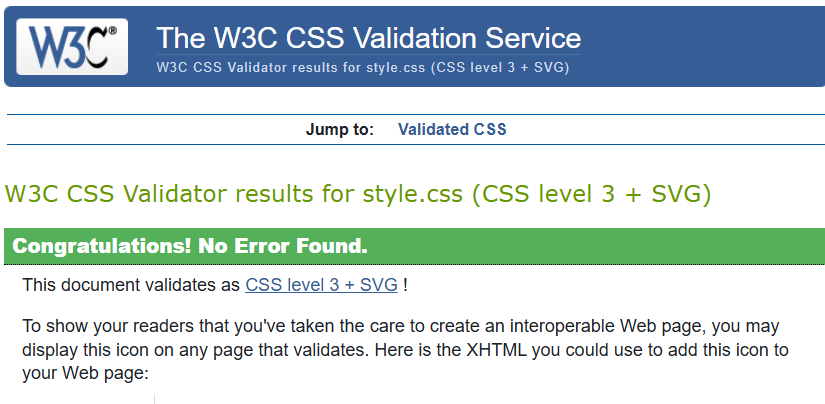 W3C®
The W3C CSS Validation Service
W3C CSS Validator results for style.css (CSS level 3 + SVG)
Jump to: Validated CSS
W3C CSS Validator results for style.css (CSS level 3 + SVG)
Congratulations! No Error Found.
This document validates as CSS level 3 + SVG !
To show your readers that you've taken the care to create an interoperable Web page, you may
display this icon on any page that validates. Here is the XHTML you could use to add this icon to
your Web page: